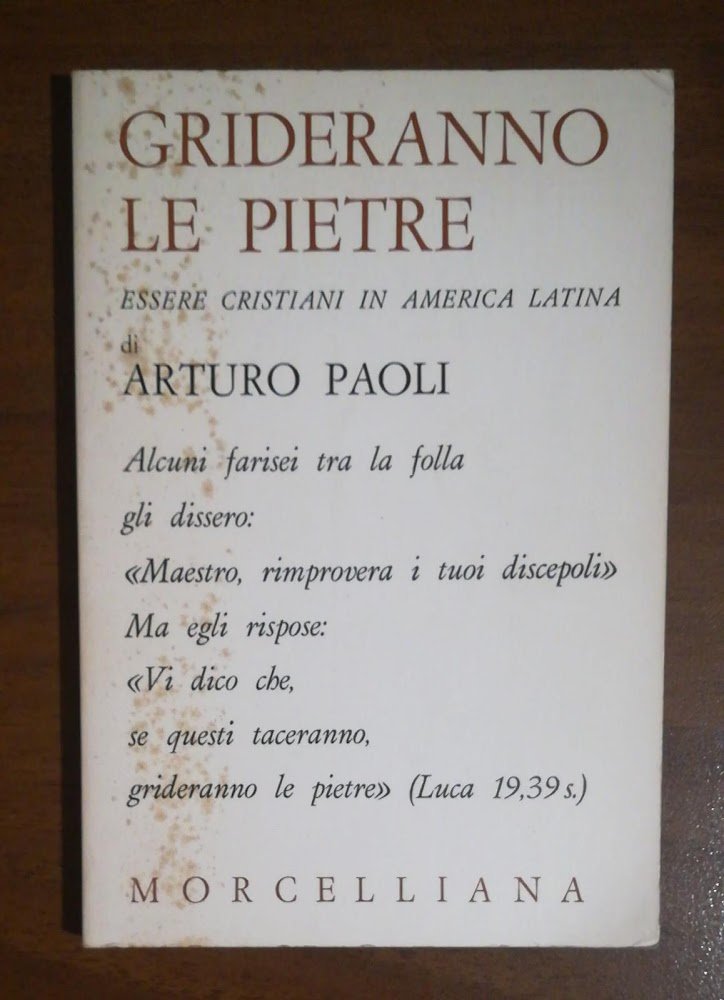 GRIDERANNO
LE PIETRE
ESSERE CRISTIANI IN AMERICA LATINA
di
ARTURO PAOLI
Alcuni farisei tra la folla
gli dissero:
«Maestro, rimprovera i tuoi discepoli»
Ma egli rispose:
«Vi dico che,
se questi taceranno,
grideranno le pietre» (Luca 19,39 s.)
MORCELLIANA